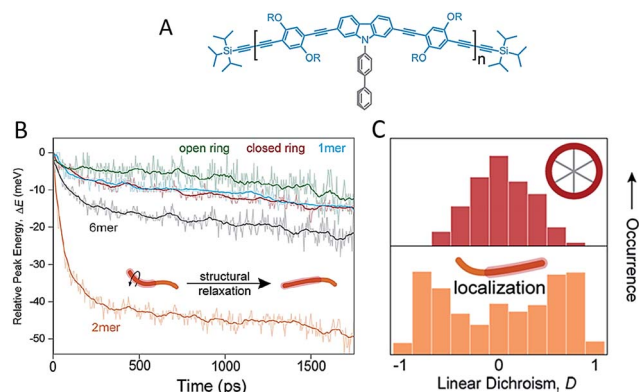 A
RO
OR
Si
Si
N
n
RO
OR
B
open ring closed ring 1mer
6mer
structural
relaxation
2mer
0
-10
-20
-30
-40
-50
Relative Peak Energy, ΔE (meV)
0 500 1000 1500
Time (ps)
C
localization
Occurrence
-1 0 1
Linear Dichroism, D